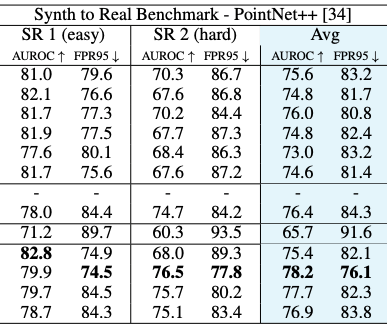 Synth to Real Benchmark - PointNet++ [34]
SR 1 (easy) SR 2 (hard) Avg
AUROC ↑ FPR95 ↓ AUROC ↑ FPR95 ↓ AUROC ↑ FPR95 ↓
81.0 79.6 70.3 86.7 75.6 83.2
82.1 76.6 67.6 86.8 74.8 81.7
81.7 77.3 70.2 84.4 76.0 80.8
81.9 77.5 67.7 87.3 74.8 82.4
77.6 80.1 68.4 86.3 73.0 83.2
81.7 75.6 67.6 87.2 74.6 81.4
- - - - - -
78.0 84.4 74.7 84.2 76.4 84.3
71.2 89.7 60.3 93.5 65.7 91.6
82.8 74.9 68.0 89.3 75.4 82.1
79.9 74.5 76.5 77.8 78.2 76.1
79.7 84.5 75.7 80.2 77.7 82.3
78.7 84.3 75.1 83.4 76.9 83.8